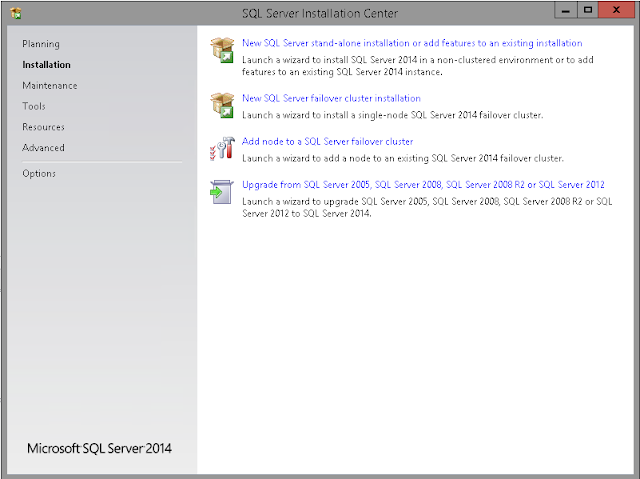 SQL Server Installation Center
Planning
Installation
Maintenance
Tools
Resources
Advanced
Options
New SQL Server stand-alone installation or add features to an existing installation
Launch a wizard to install SQL Server 2014 in a non-clustered environment or to add
features to an existing SQL Server 2014 instance.
New SQL Server failover cluster installation
Launch a wizard to install a single-node SQL Server 2014 failover cluster.
Add node to a SQL Server failover cluster
Launch a wizard to add a node to an existing SQL Server 2014 failover cluster.
Upgrade from SQL Server 2005, SQL Server 2008, SQL Server 2008 R2 or SQL Server 2012
Launch a wizard to upgrade SQL Server 2005, SQL Server 2008, SQL Server 2008 R2 or SQL
Server 2012 to SQL Server 2014.
Microsoft SQL Server 2014